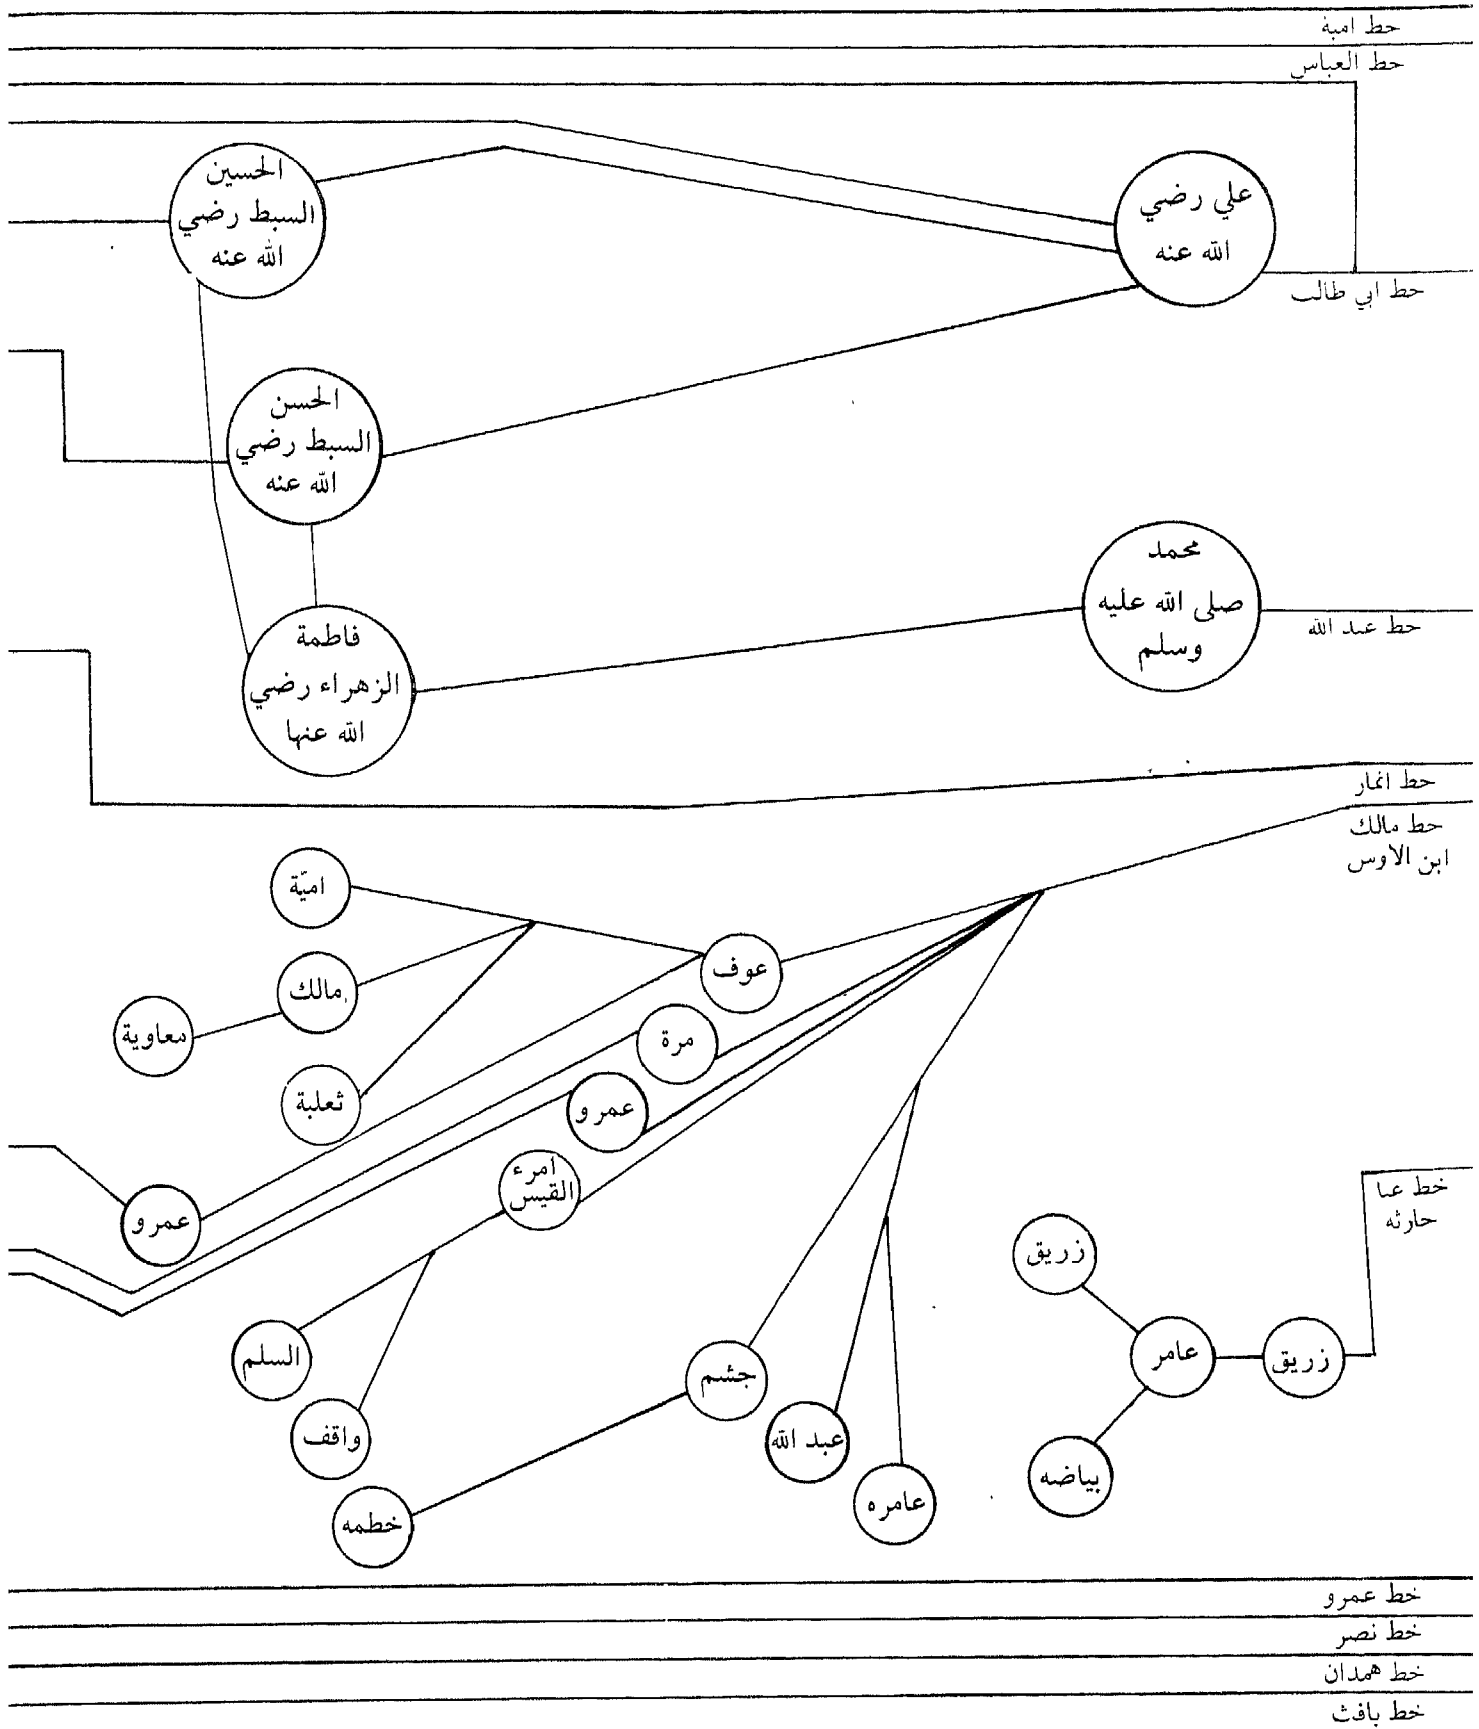 حط امية
حط العباس
الحسين
السبط رضي
الله عنه
علي رضي
الله عنه
حط ابي طالب
الحسن
السبط رضي
الله عنه
محمد
صلى الله عليه
وسلم
حط عبد الله
فاطمة
الزهراء رضي
الله عنها
حط انمار
حط مالك
ابن الاوس
اميّة
عوف
مالك
معاوية
مرة
ثعلبة
عمرو
امرء
القيس
خط عبا
حارثه
عمرو
زريق
السلم
جشم
عامر
زريق
واقف
عبد الله
بياضه
خطمه
عامره
خط عمرو
خط نصر
خط همدان
خط يافث